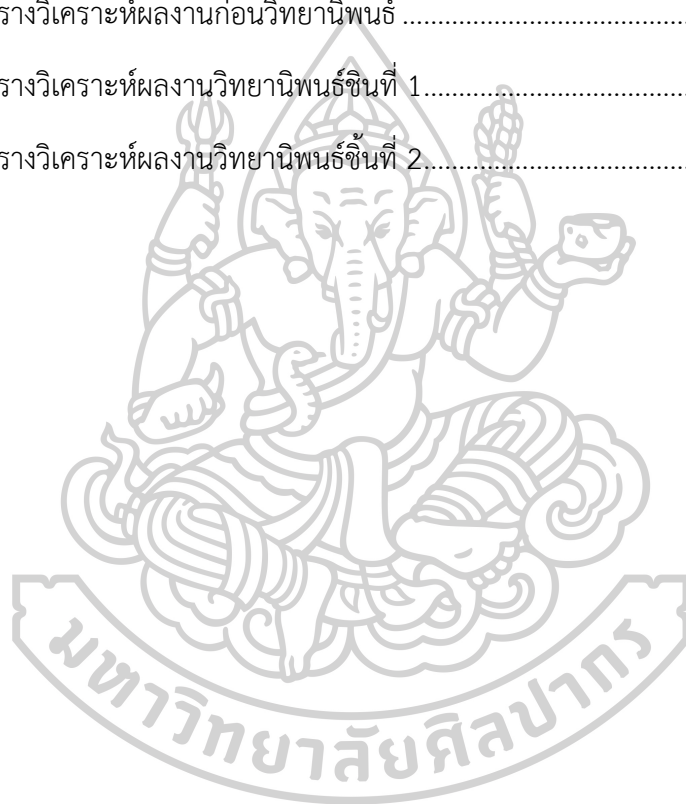 รางวิเคราะห์ผลงานก่อนวิทยานิพนธ์ ........................................
รางวิเคราะห์ผลงานวิทยานิพนธ์ชินที่ 1.....................................
รางวิเคราะห์ผลงานวิทยานิพนธ์ชิ้นที่ 2.....................................
มหาวิทยาลัยศิลปากร